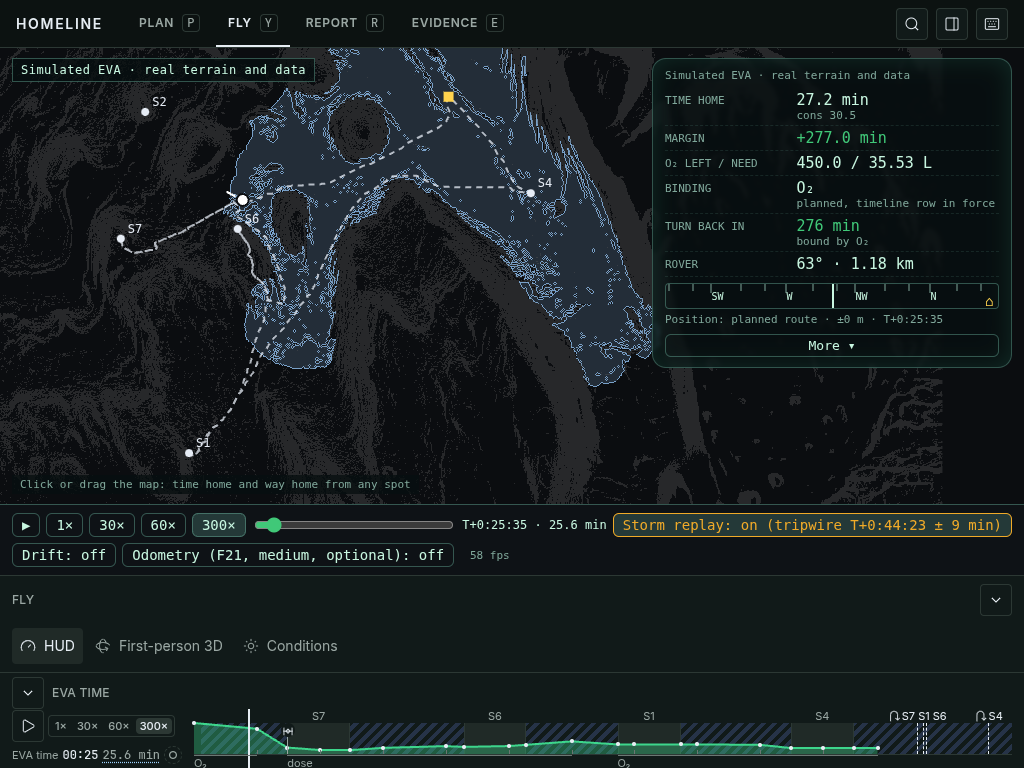 HOMELINE PLAN P FLY Y REPORT R EVIDENCE E
Simulated EVA · real terrain and data
S2
S4
S6
S7
S1
Click or drag the map: time home and way home from any spot
Simulated EVA · real terrain and data
TIME HOME 27.2 min
cons 30.5
MARGIN +277.0 min
O₂ LEFT / NEED 450.0 / 35.53 L
BINDING O₂
planned, timeline row in force
TURN BACK IN 276 min
bound by O₂
ROVER 63° · 1.18 km
SW W NW N
Position: planned route · ±0 m · T+0:25:35
More ▾
▶ 1× 30× 60× 300× T+0:25:35 · 25.6 min Storm replay: on (tripwire T+0:44:23 ± 9 min)
Drift: off Odometry (F21, medium, optional): off 58 fps
FLY
HUD First-person 3D Conditions
EVA TIME
1× 30× 60× 300×
S7 S6 S1 S4 S7 S1 S6 S4
EVA time 00:25 25.6 min
O₂ dose O₂